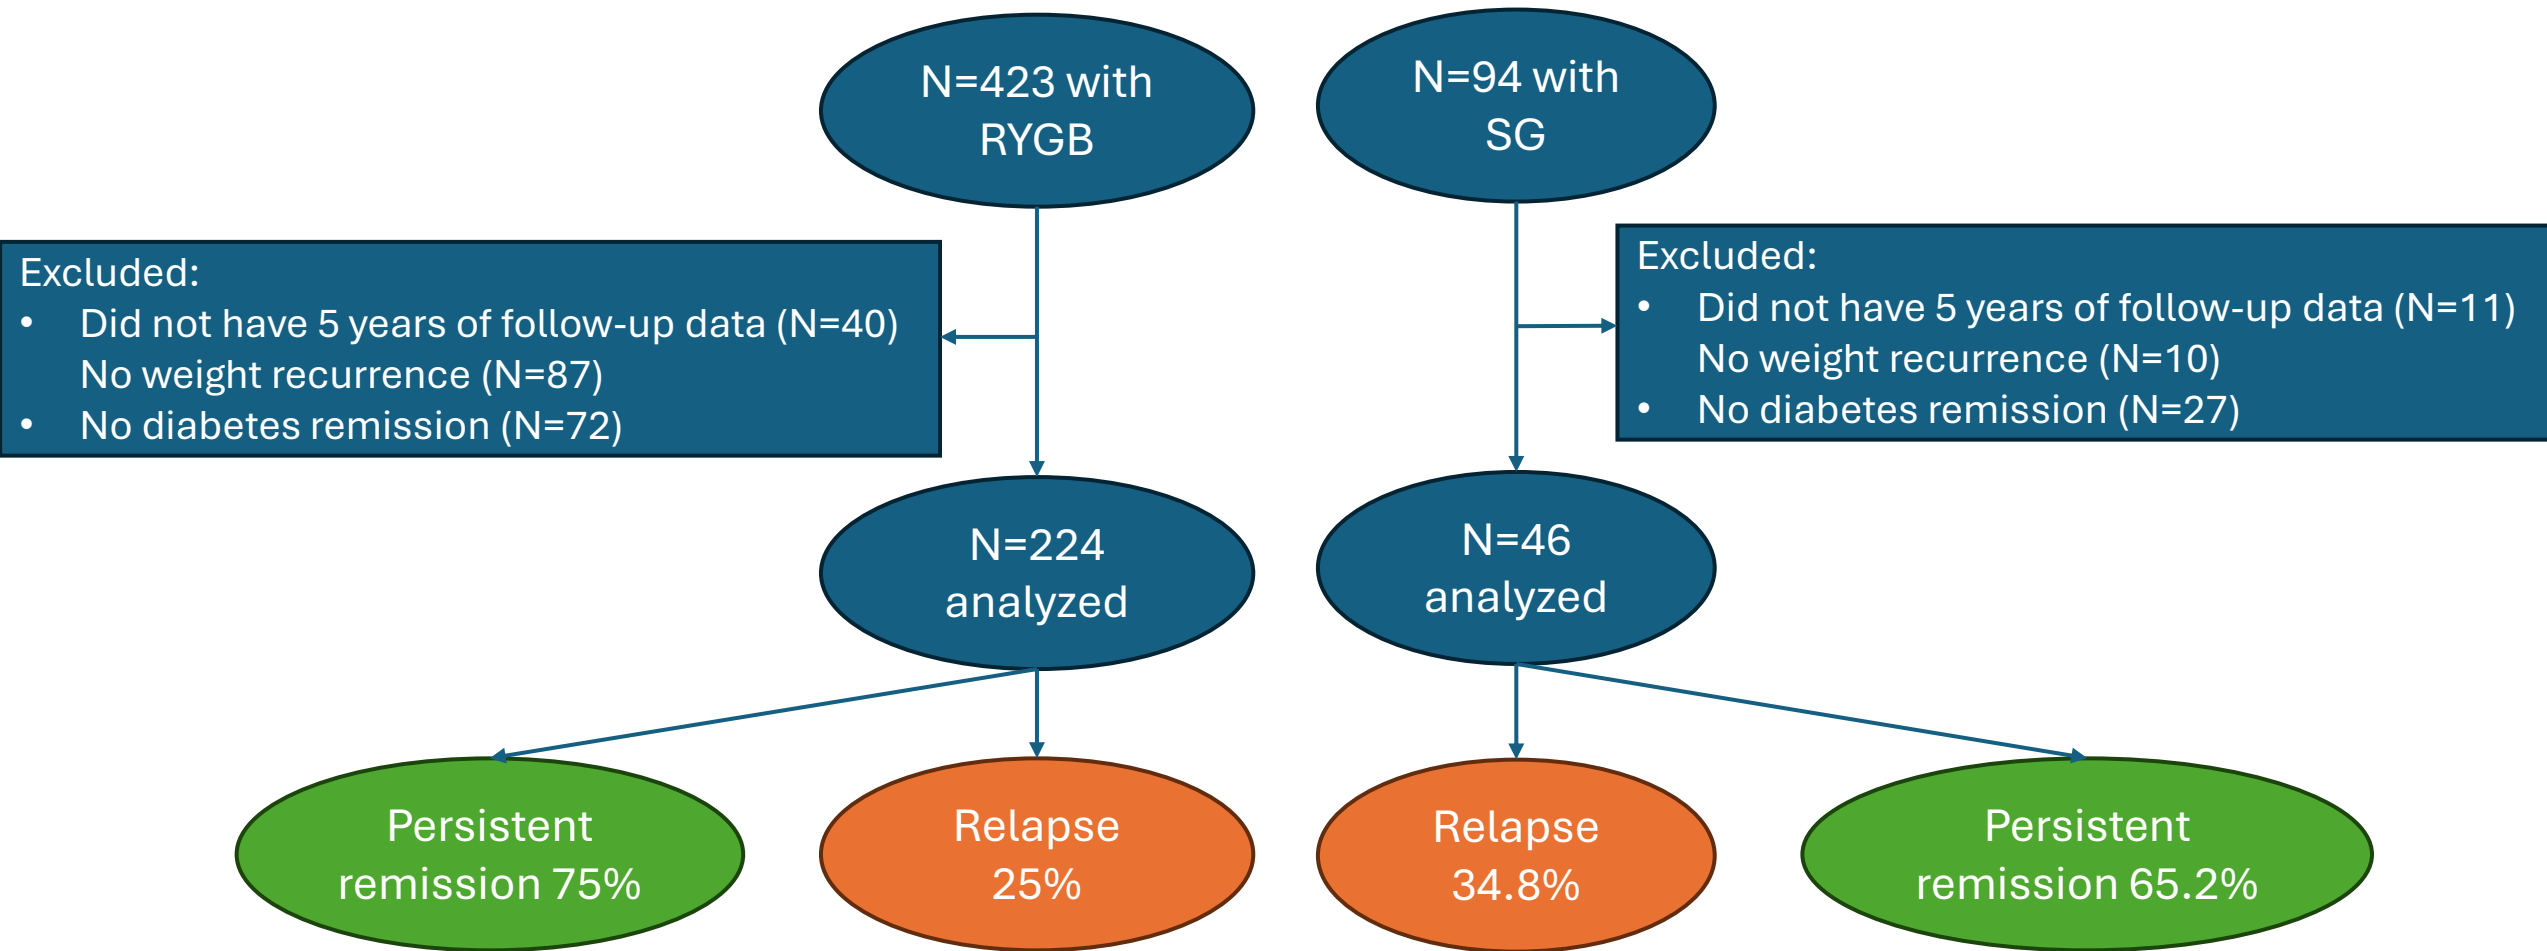 N=423 with
RYGB
N=94 with
SG
Excluded:
• Did not have 5 years of follow-up data (N=40)
No weight recurrence (N=87)
• No diabetes remission (N=72)
Excluded:
• Did not have 5 years of follow-up data (N=11)
No weight recurrence (N=10)
• No diabetes remission (N=27)
N=224
analyzed
N=46
analyzed
Persistent
remission 75%
Relapse
25%
Relapse
34.8%
Persistent
remission 65.2%